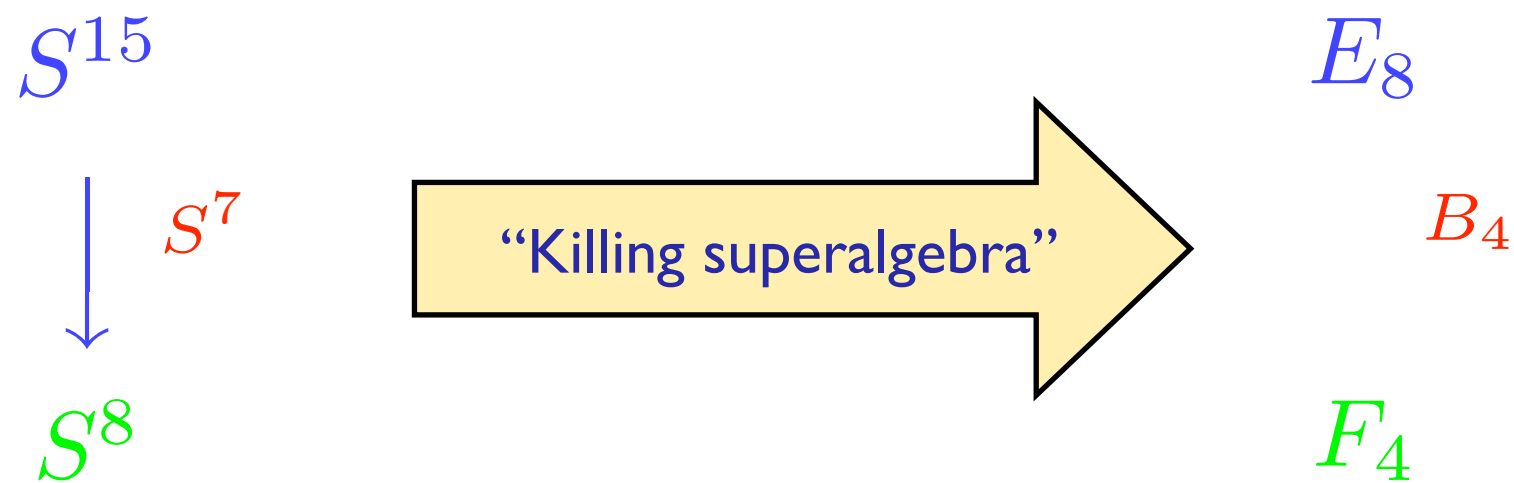 S^{15}
E_8
S^7
B_4
“Killing superalgebra”
S^8
F_4